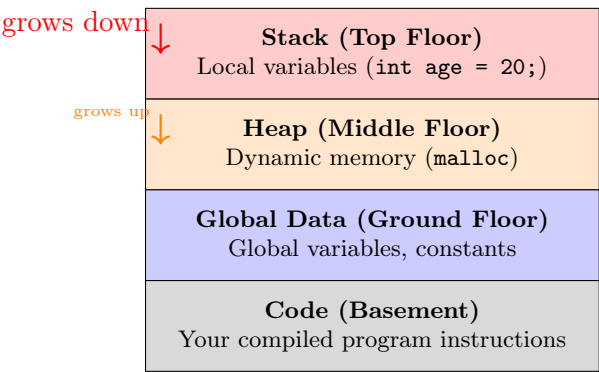 grows down
Stack (Top Floor)
Local variables (int age = 20;)
grows up
Heap (Middle Floor)
Dynamic memory (malloc)
Global Data (Ground Floor)
Global variables, constants
Code (Basement)
Your compiled program instructions